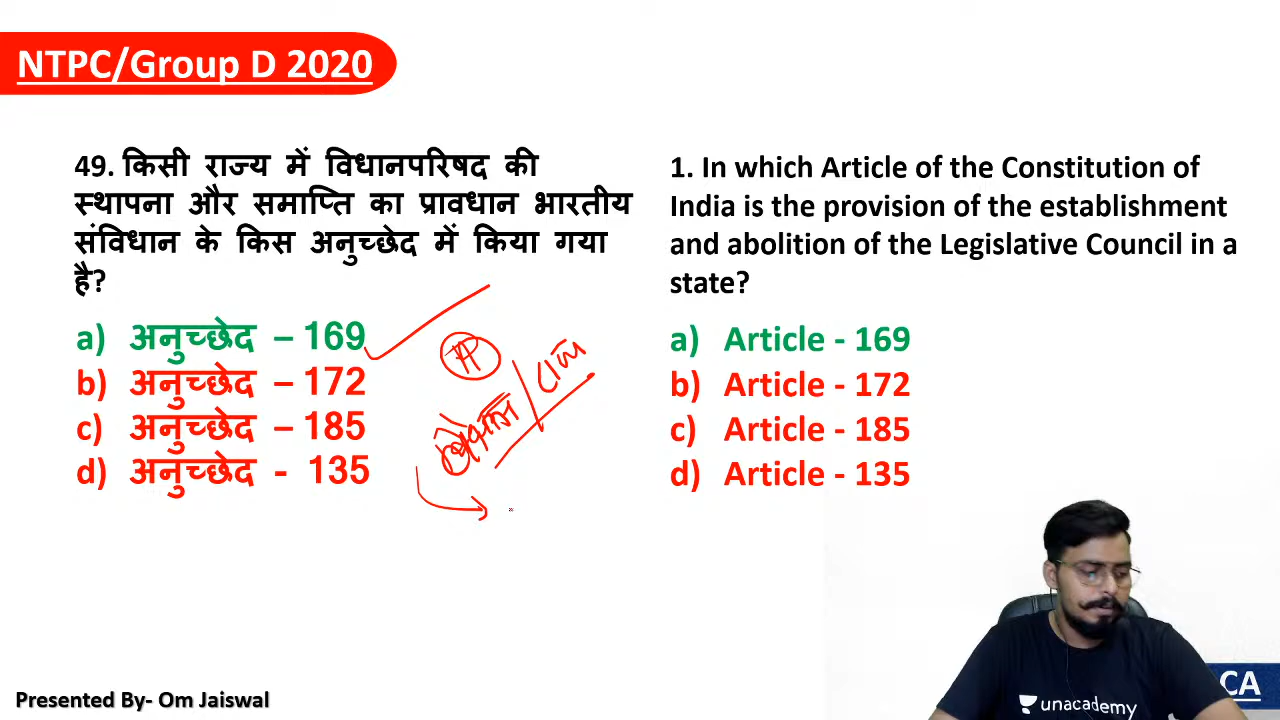 NTPC/Group D 2020
49. किसी राज्य में विधानपरिषद की
स्थापना और समाप्ति का प्रावधान भारतीय
संविधान के किस अनुच्छेद में किया गया
है?
a) अनुच्छेद – 169
b) अनुच्छेद – 172
c) अनुच्छेद – 185
d) अनुच्छेद - 135
1. In which Article of the Constitution of
India is the provision of the establishment
and abolition of the Legislative Council in a
state?
a) Article - 169
b) Article - 172
c) Article - 185
d) Article - 135
unacademy
CA
Presented By- Om Jaiswal